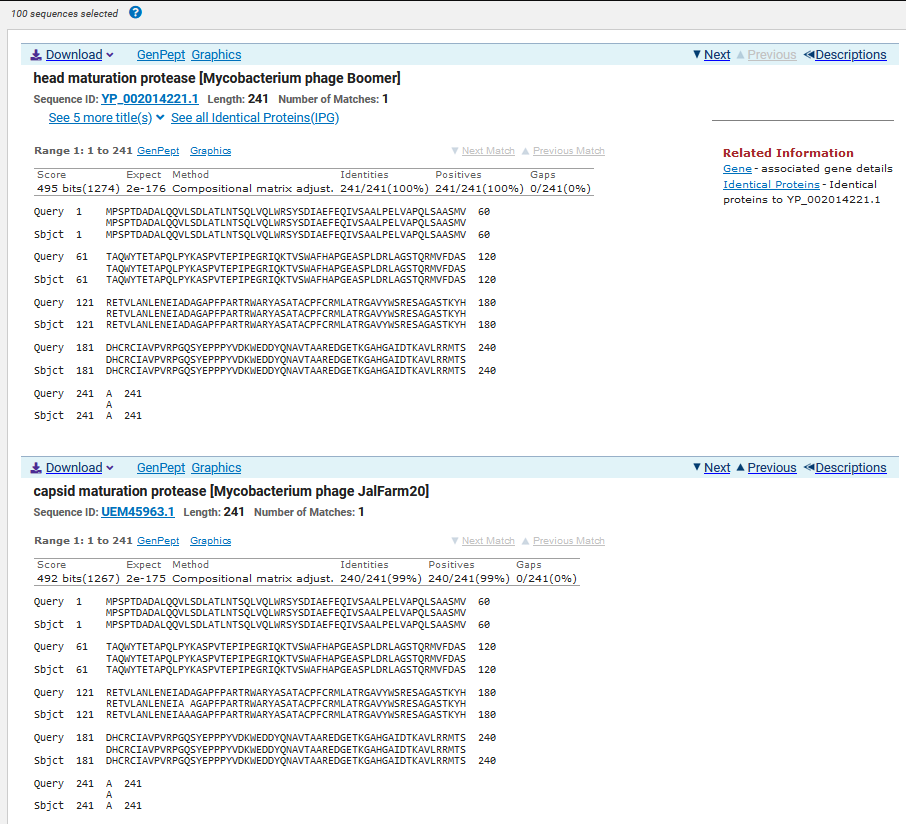 100 sequences selected ?
Download GenPept Graphics ▼ Next ▲ Previous ≪Descriptions
head maturation protease [Mycobacterium phage Boomer]
Sequence ID: YP_002014221.1 Length: 241 Number of Matches: 1
See 5 more title(s) See all Identical Proteins(IPG)
Range 1: 1 to 241 GenPept Graphics ▼ Next Match ▲ Previous Match
Score Expect Method Identities Positives Gaps
495 bits(1274) 2e-176 Compositional matrix adjust. 241/241(100%) 241/241(100%) 0/241(0%)
Query 1 MPSPTDADALQQVLSDLATLNTSQLVQLWRSYSDIAEFEQIVSAALPELVAPQLSAASMV 60
MPSPTDADALQQVLSDLATLNTSQLVQLWRSYSDIAEFEQIVSAALPELVAPQLSAASMV
Sbjct 1 MPSPTDADALQQVLSDLATLNTSQLVQLWRSYSDIAEFEQIVSAALPELVAPQLSAASMV 60
Query 61 TAQWYTETAPQLPYKASPVTEPIPEGRIQKTVSWAFHAPGEASPLDRLAGSTQRMVFDAS 120
TAQWYTETAPQLPYKASPVTEPIPEGRIQKTVSWAFHAPGEASPLDRLAGSTQRMVFDAS
Sbjct 61 TAQWYTETAPQLPYKASPVTEPIPEGRIQKTVSWAFHAPGEASPLDRLAGSTQRMVFDAS 120
Query 121 RETVLANLENEIADAGAPFPARTRWARYASATACPFCRMLATRGAVYWSRESAGASTKYH 180
RETVLANLENEIADAGAPFPARTRWARYASATACPFCRMLATRGAVYWSRESAGASTKYH
Sbjct 121 RETVLANLENEIADAGAPFPARTRWARYASATACPFCRMLATRGAVYWSRESAGASTKYH 180
Query 181 DHCRCIAVPVRPGQSYEPPPYVDKWEDDYQNAVTAAREDGETKGAHGAIDTKAVLRRMTS 240
DHCRCIAVPVRPGQSYEPPPYVDKWEDDYQNAVTAAREDGETKGAHGAIDTKAVLRRMTS
Sbjct 181 DHCRCIAVPVRPGQSYEPPPYVDKWEDDYQNAVTAAREDGETKGAHGAIDTKAVLRRMTS 240
Query 241 A 241
A
Sbjct 241 A 241
Related Information
Gene - associated gene details
Identical Proteins - Identical
proteins to YP_002014221.1
Download GenPept Graphics ▼ Next ▲ Previous ≪Descriptions
capsid maturation protease [Mycobacterium phage JalFarm20]
Sequence ID: UEM45963.1 Length: 241 Number of Matches: 1
Range 1: 1 to 241 GenPept Graphics ▼ Next Match ▲ Previous Match
Score Expect Method Identities Positives Gaps
492 bits(1267) 2e-175 Compositional matrix adjust. 240/241(99%) 240/241(99%) 0/241(0%)
Query 1 MPSPTDADALQQVLSDLATLNTSQLVQLWRSYSDIAEFEQIVSAALPELVAPQLSAASMV 60
MPSPTDADALQQVLSDLATLNTSQLVQLWRSYSDIAEFEQIVSAALPELVAPQLSAASMV
Sbjct 1 MPSPTDADALQQVLSDLATLNTSQLVQLWRSYSDIAEFEQIVSAALPELVAPQLSAASMV 60
Query 61 TAQWYTETAPQLPYKASPVTEPIPEGRIQKTVSWAFHAPGEASPLDRLAGSTQRMVFDAS 120
TAQWYTETAPQLPYKASPVTEPIPEGRIQKTVSWAFHAPGEASPLDRLAGSTQRMVFDAS
Sbjct 61 TAQWYTETAPQLPYKASPVTEPIPEGRIQKTVSWAFHAPGEASPLDRLAGSTQRMVFDAS 120
Query 121 RETVLANLENEIADAGAPFPARTRWARYASATACPFCRMLATRGAVYWSRESAGASTKYH 180
RETVLANLENEIA AGAPFPARTRWARYASATACPFCRMLATRGAVYWSRESAGASTKYH
Sbjct 121 RETVLANLENEIAAAGAPFPARTRWARYASATACPFCRMLATRGAVYWSRESAGASTKYH 180
Query 181 DHCRCIAVPVRPGQSYEPPPYVDKWEDDYQNAVTAAREDGETKGAHGAIDTKAVLRRMTS 240
DHCRCIAVPVRPGQSYEPPPYVDKWEDDYQNAVTAAREDGETKGAHGAIDTKAVLRRMTS
Sbjct 181 DHCRCIAVPVRPGQSYEPPPYVDKWEDDYQNAVTAAREDGETKGAHGAIDTKAVLRRMTS 240
Query 241 A 241
A
Sbjct 241 A 241